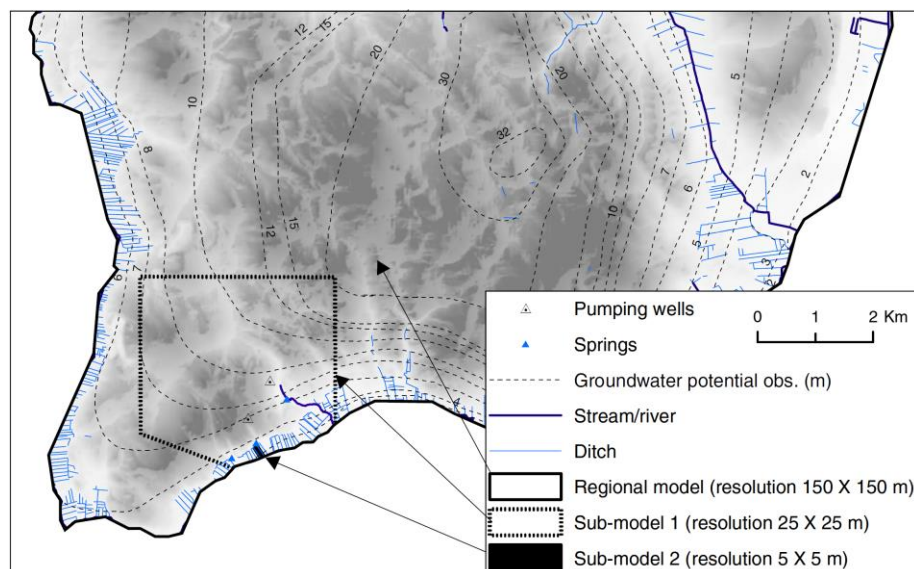 12
15
20
30
20
32
10
8
5
2
7
6
12
15
10
5
3
2
6
7
4
Pumping wells
Springs
Groundwater potential obs. (m)
Stream/river
Ditch
Regional model (resolution 150 X 150 m)
Sub-model 1 (resolution 25 X 25 m)
Sub-model 2 (resolution 5 X 5 m)
0 1 2 Km